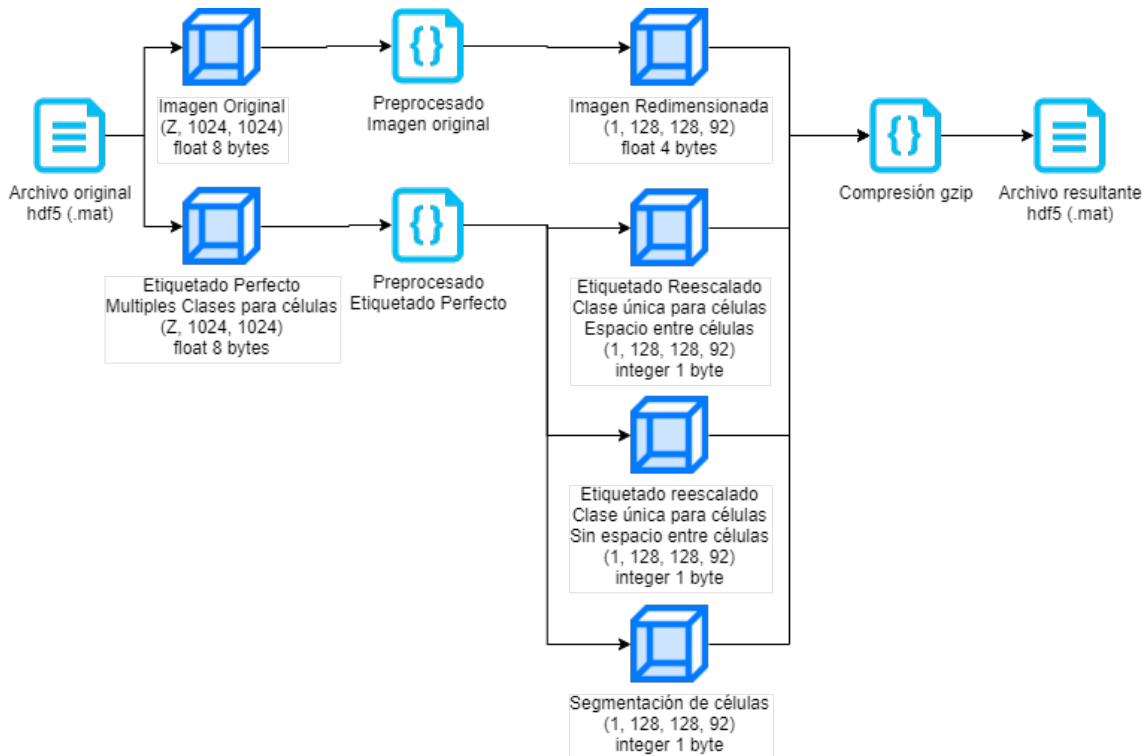 Archivo original
hdf5 (.mat)
Imagen Original
(Z, 1024, 1024)
float 8 bytes
Preprocesado
Imagen original
Imagen Redimensionada
(1, 128, 128, 92)
float 4 bytes
Compresión gzip
Archivo resultante
hdf5 (.mat)
Etiquetado Perfecto
Multiples Clases para células
(Z, 1024, 1024)
float 8 bytes
Preprocesado
Etiquetado Perfecto
Etiquetado Reescalado
Clase única para células
Espacio entre células
(1, 128, 128, 92)
integer 1 byte
Etiquetado reescalado
Clase única para células
Sin espacio entre células
(1, 128, 128, 92)
integer 1 byte
Segmentación de células
(1, 128, 128, 92)
integer 1 byte